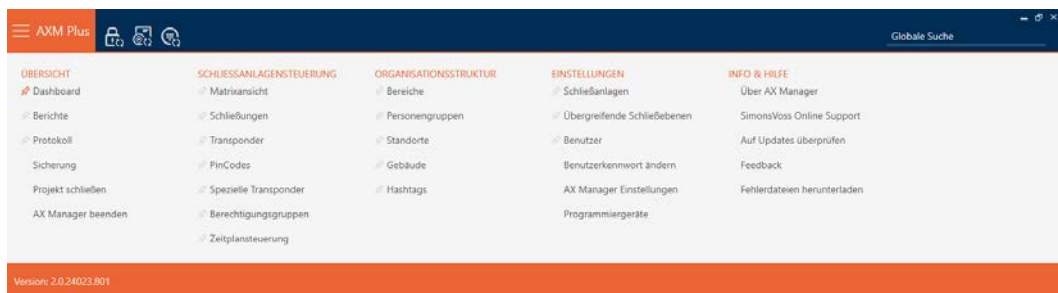 AXM Plus
Globale Suche
ÜBERSICHT
Dashboard
Berichte
Protokoll
Sicherung
Projekt schließen
AX Manager beenden
SCHLIESSANLAGENSTEUERUNG
Matrixansicht
Schließungen
Transponder
PinCodes
Spezielle Transponder
Berechtigungsgruppen
Zeitplansteuerung
ORGANISATIONSSTRUKTUR
Bereiche
Personengruppen
Standorte
Gebäude
Hashtags
EINSTELLUNGEN
Schließanlagen
Übergreifende Schließebenen
Benutzer
Benutzerkennwort ändern
AX Manager Einstellungen
Programmiergeräte
INFO & HILFE
Über AX Manager
SimonsVoss Online Support
Auf Updates überprüfen
Feedback
Fehlerdateien herunterladen
Version: 2.0.24023.801